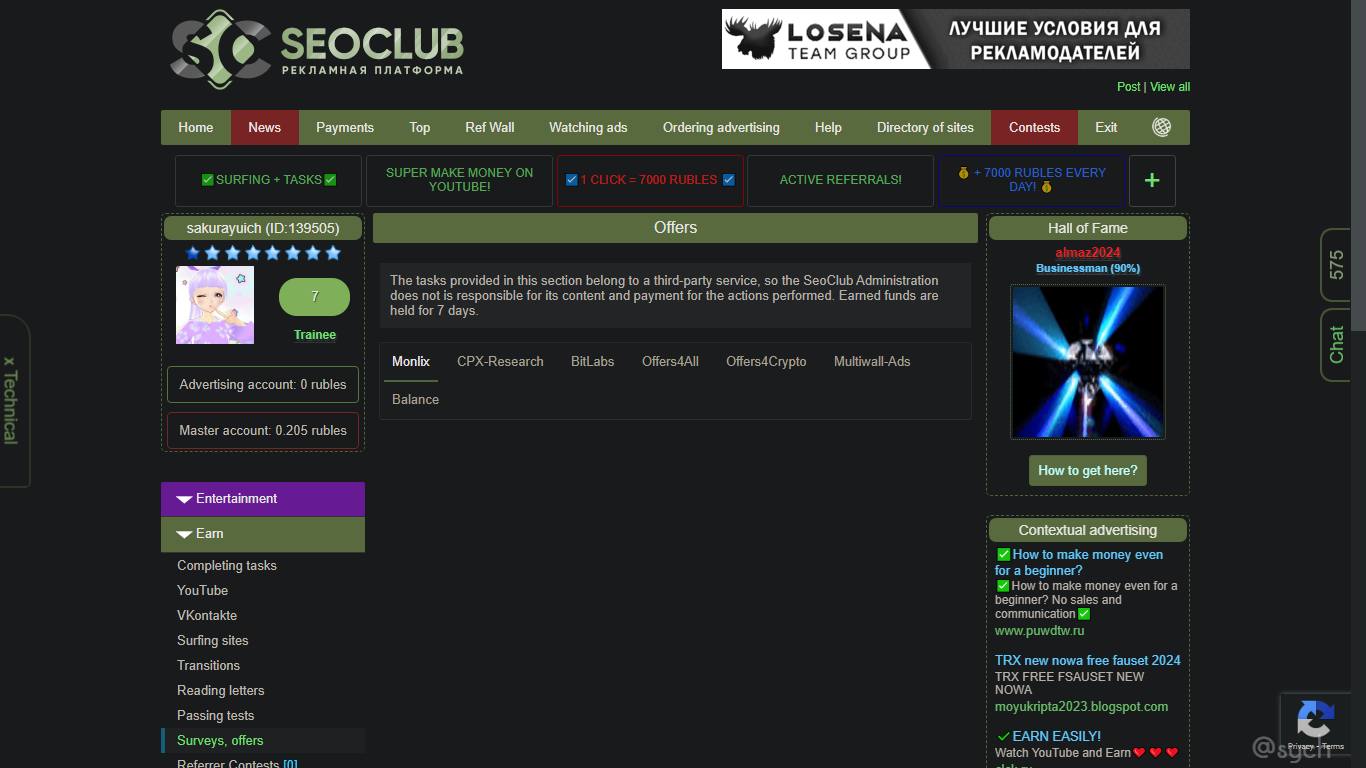 SEOCLUB
РЕКЛАМНАЯ ПЛАТФОРМА
LOSENA
TEAM GROUP
ЛУЧШИЕ УСЛОВИЯ ДЛЯ
РЕКЛАМОДАТЕЛЕЙ
Post | View all
Home News Payments Top Ref Wall Watching ads Ordering advertising Help Directory of sites Contests Exit
✅SURFING + TASKS✅
SUPER MAKE MONEY ON
YOUTUBE!
☑️ 1 CLICK = 7000 RUBLES ☑️
ACTIVE REFERRALS!
💰 + 7000 RUBLES EVERY
DAY! 💰
+
sakurayuich (ID:139505)
7
Trainee
Advertising account: 0 rubles
Master account: 0.205 rubles
x Technical
Entertainment
Earn
Completing tasks
YouTube
VKontakte
Surfing sites
Transitions
Reading letters
Passing tests
Surveys, offers
Referrer Contests [0]
Offers
The tasks provided in this section belong to a third-party service, so the SeoClub Administration
does not is responsible for its content and payment for the actions performed. Earned funds are
held for 7 days.
Monlix CPX-Research BitLabs Offers4All Offers4Crypto Multiwall-Ads
Balance
Hall of Fame
almaz2024
Businessman (90%)
How to get here?
Contextual advertising
✅How to make money even
for a beginner?
✅How to make money even for a
beginner? No sales and
communication✅
www.puwdtw.ru
TRX new nowa free fauset 2024
TRX FREE FSAUSET NEW
NOWA
moyukripta2023.blogspot.com
✓ EARN EASILY!
Watch YouTube and Earn❤️ ❤️ ❤️
575
Chat
Privacy - Terms